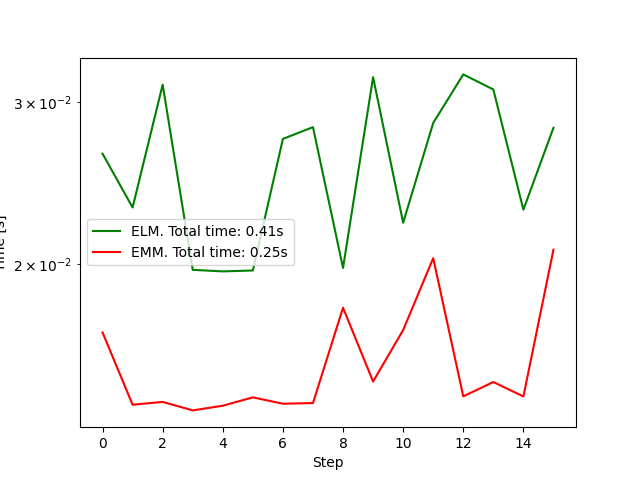 3 × 10⁻²
2 × 10⁻²
ELM. Total time: 0.41s
EMM. Total time: 0.25s
0 2 4 6 8 10 12 14
Step